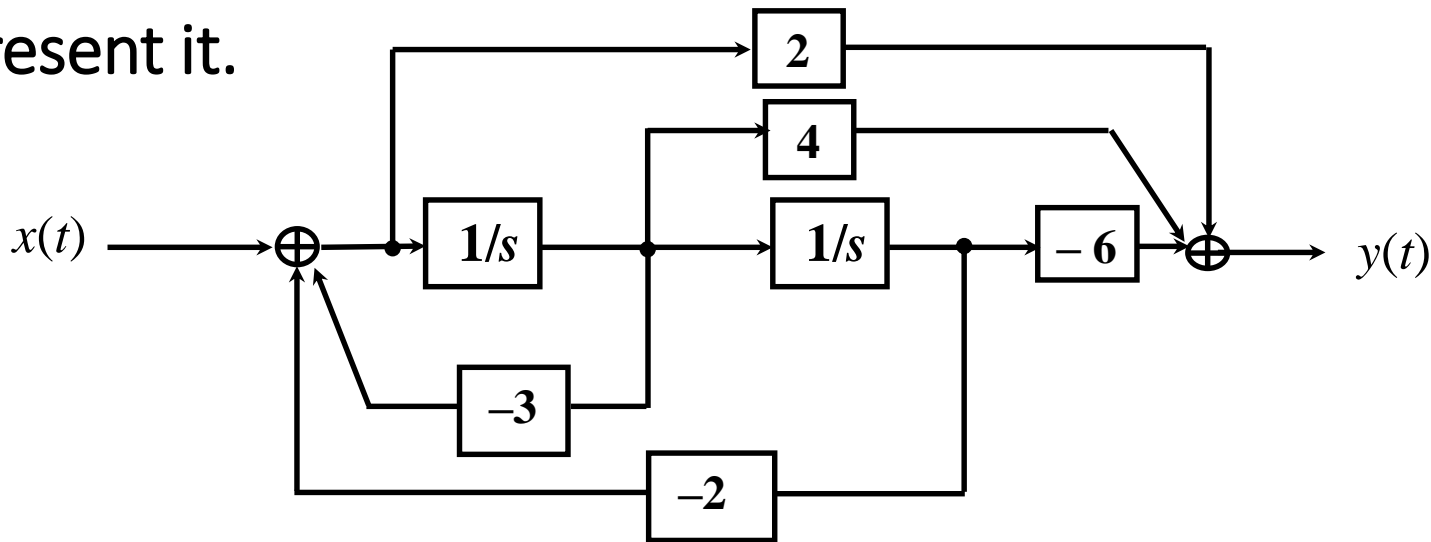 resent it.
2
4
x(t)
1/s
1/s
– 6
y(t)
–3
–2